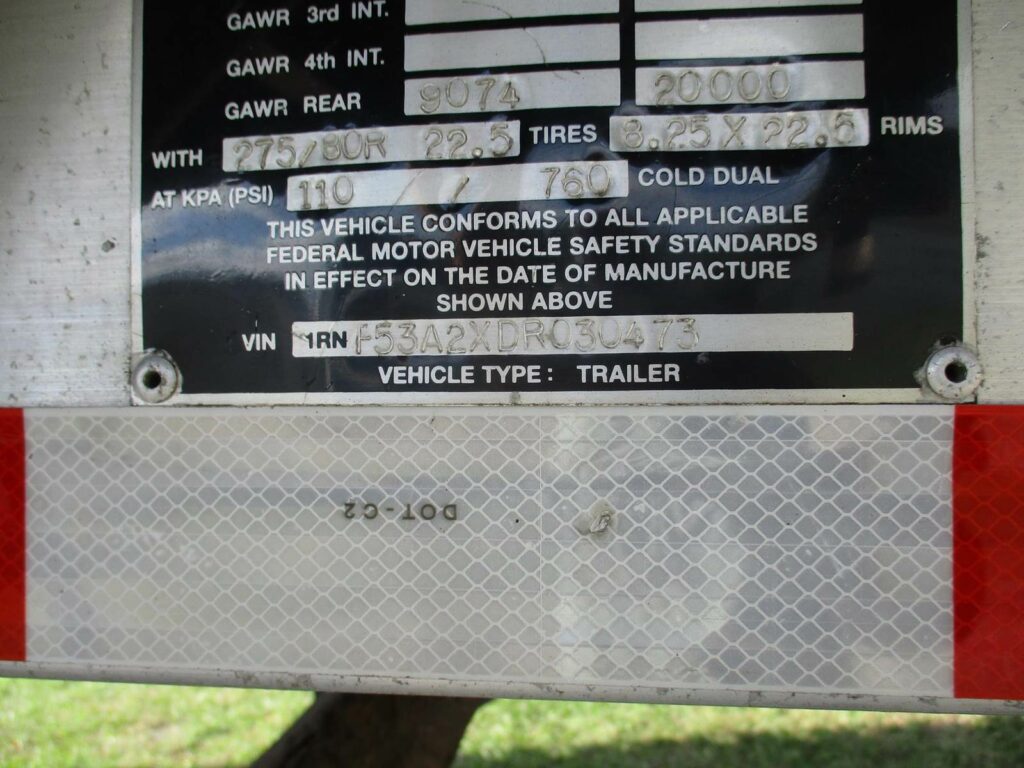 GAWR 3rd INT.
GAWR 4th INT.
GAWR REAR 9074 20000
WITH 275/80R 22.5 TIRES 8.25 X 22.5 RIMS
AT KPA (PSI) 110 / 760 COLD DUAL
THIS VEHICLE CONFORMS TO ALL APPLICABLE
FEDERAL MOTOR VEHICLE SAFETY STANDARDS
IN EFFECT ON THE DATE OF MANUFACTURE
SHOWN ABOVE
VIN 1RNF53A2XDR030473
VEHICLE TYPE: TRAILER
DOT-C2